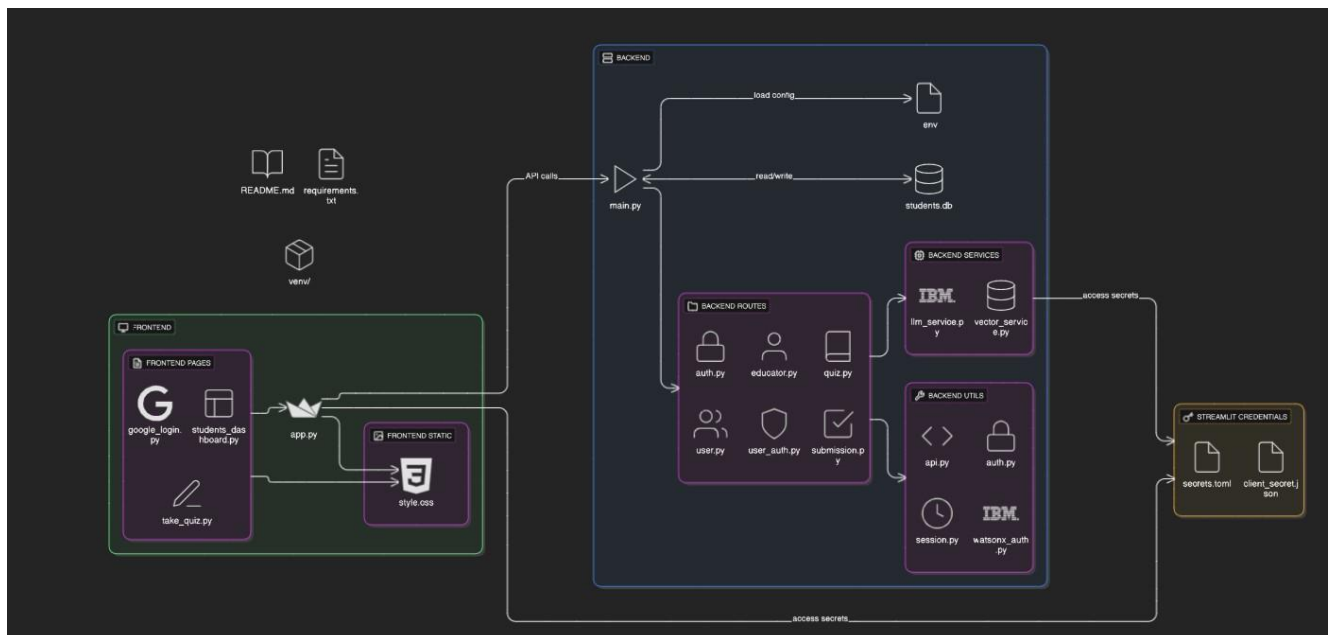 BACKEND
load config
env
README.md
requirements.
txt
API calls
main.py
read/write
students.db
venv/
BACKEND SERVICES
IBM.
llm_service.p
y
vector_servic
e.py
access secrets
BACKEND ROUTES
auth.py
educator.py
quiz.py
user.py
user_auth.py
submission.p
y
FRONTEND
FRONTEND PAGES
G
google_login.
py
students_das
hboard.py
app.py
take_quiz.py
FRONTEND STATIC
3
style.css
BACKEND UTILS
api.py
auth.py
session.py
IBM.
watsonx_auth
.py
STREAMLIT CREDENTIALS
secrets.toml
client_secret.j
son
access secrets